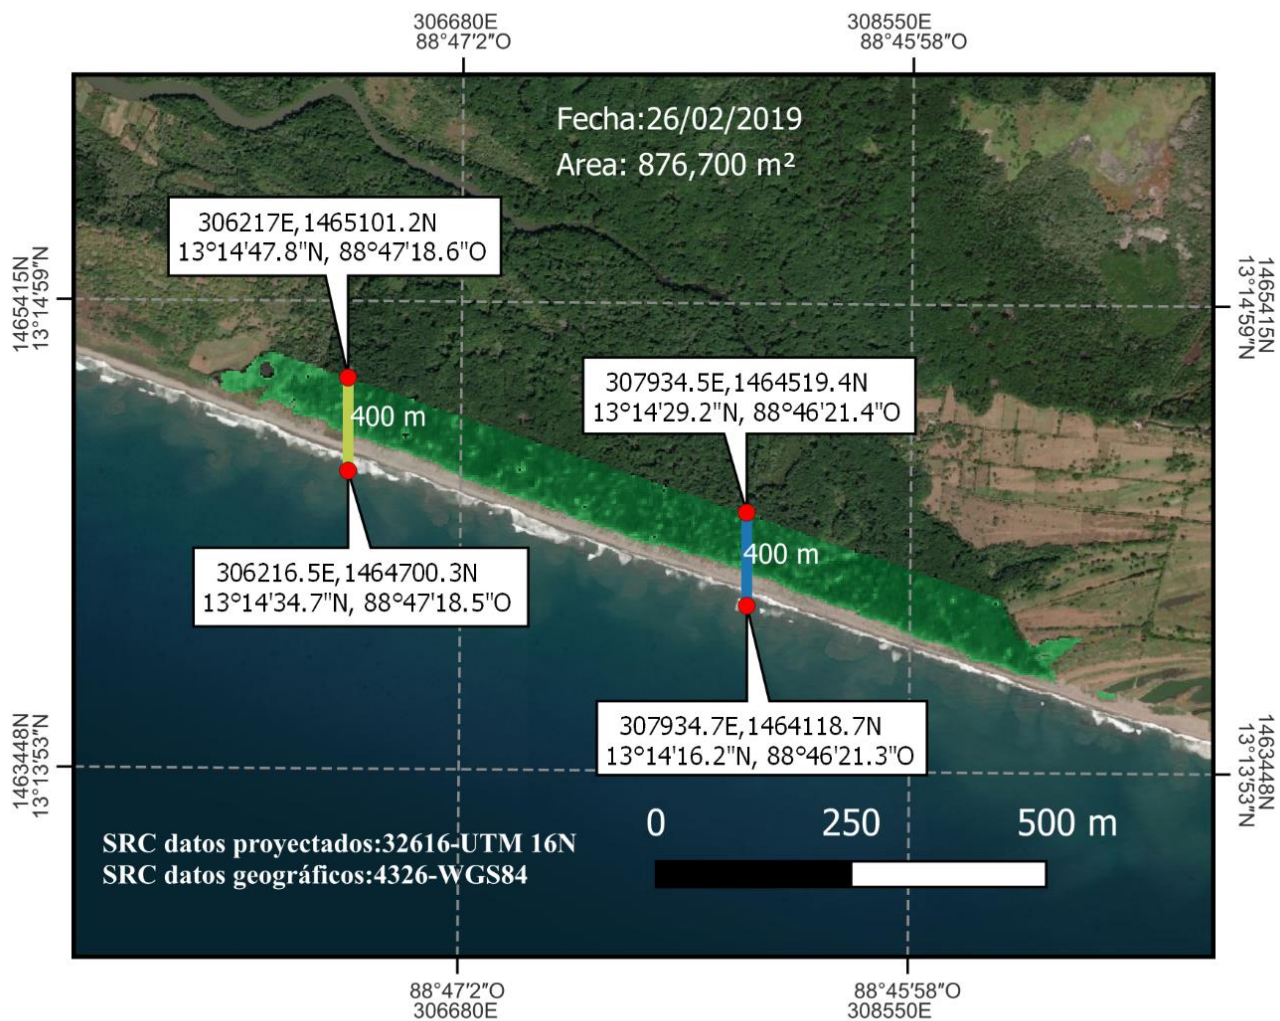 306680E
88°47'2"O
308550E
88°45'58"O
Fecha:26/02/2019
Area: 876,700 m²
306217E,1465101.2N
13°14'47.8"N, 88°47'18.6"O
1465415N
13°14'59"N
1465415N
13°14'59"N
307934.5E,1464519.4N
13°14'29.2"N, 88°46'21.4"O
400 m
400 m
306216.5E,1464700.3N
13°14'34.7"N, 88°47'18.5"O
307934.7E,1464118.7N
13°14'16.2"N, 88°46'21.3"O
1463448N
13°13'53"N
1463448N
13°13'53"N
0 250 500 m
SRC datos proyectados:32616-UTM 16N
SRC datos geográficos:4326-WGS84
88°47'2"O
306680E
88°45'58"O
308550E